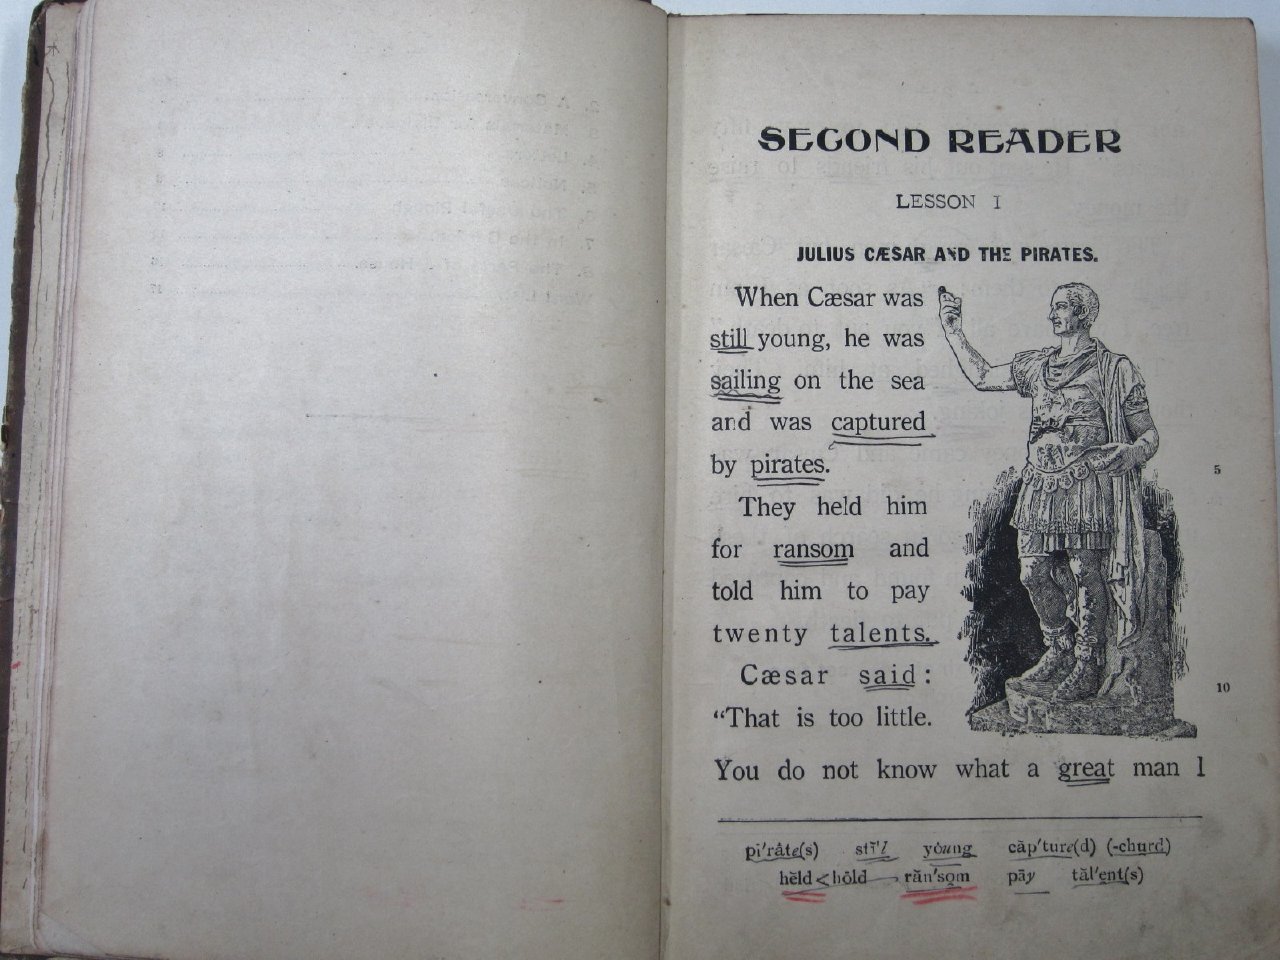 SECOND READER
LESSON I
JULIUS CÆSAR AND THE PIRATES.
When Cæsar was
still young, he was
sailing on the sea
and was captured
by pirates.
5
They held him
for ransom and
told him to pay
twenty talents.
Cæsar said:
10
"That is too little.
You do not know what a great man I
pī′râte(s) stĭl yŏung căp′ture(d) (-churd)
hĕld < hōld răn′sọm pāy tăl′ent(s)